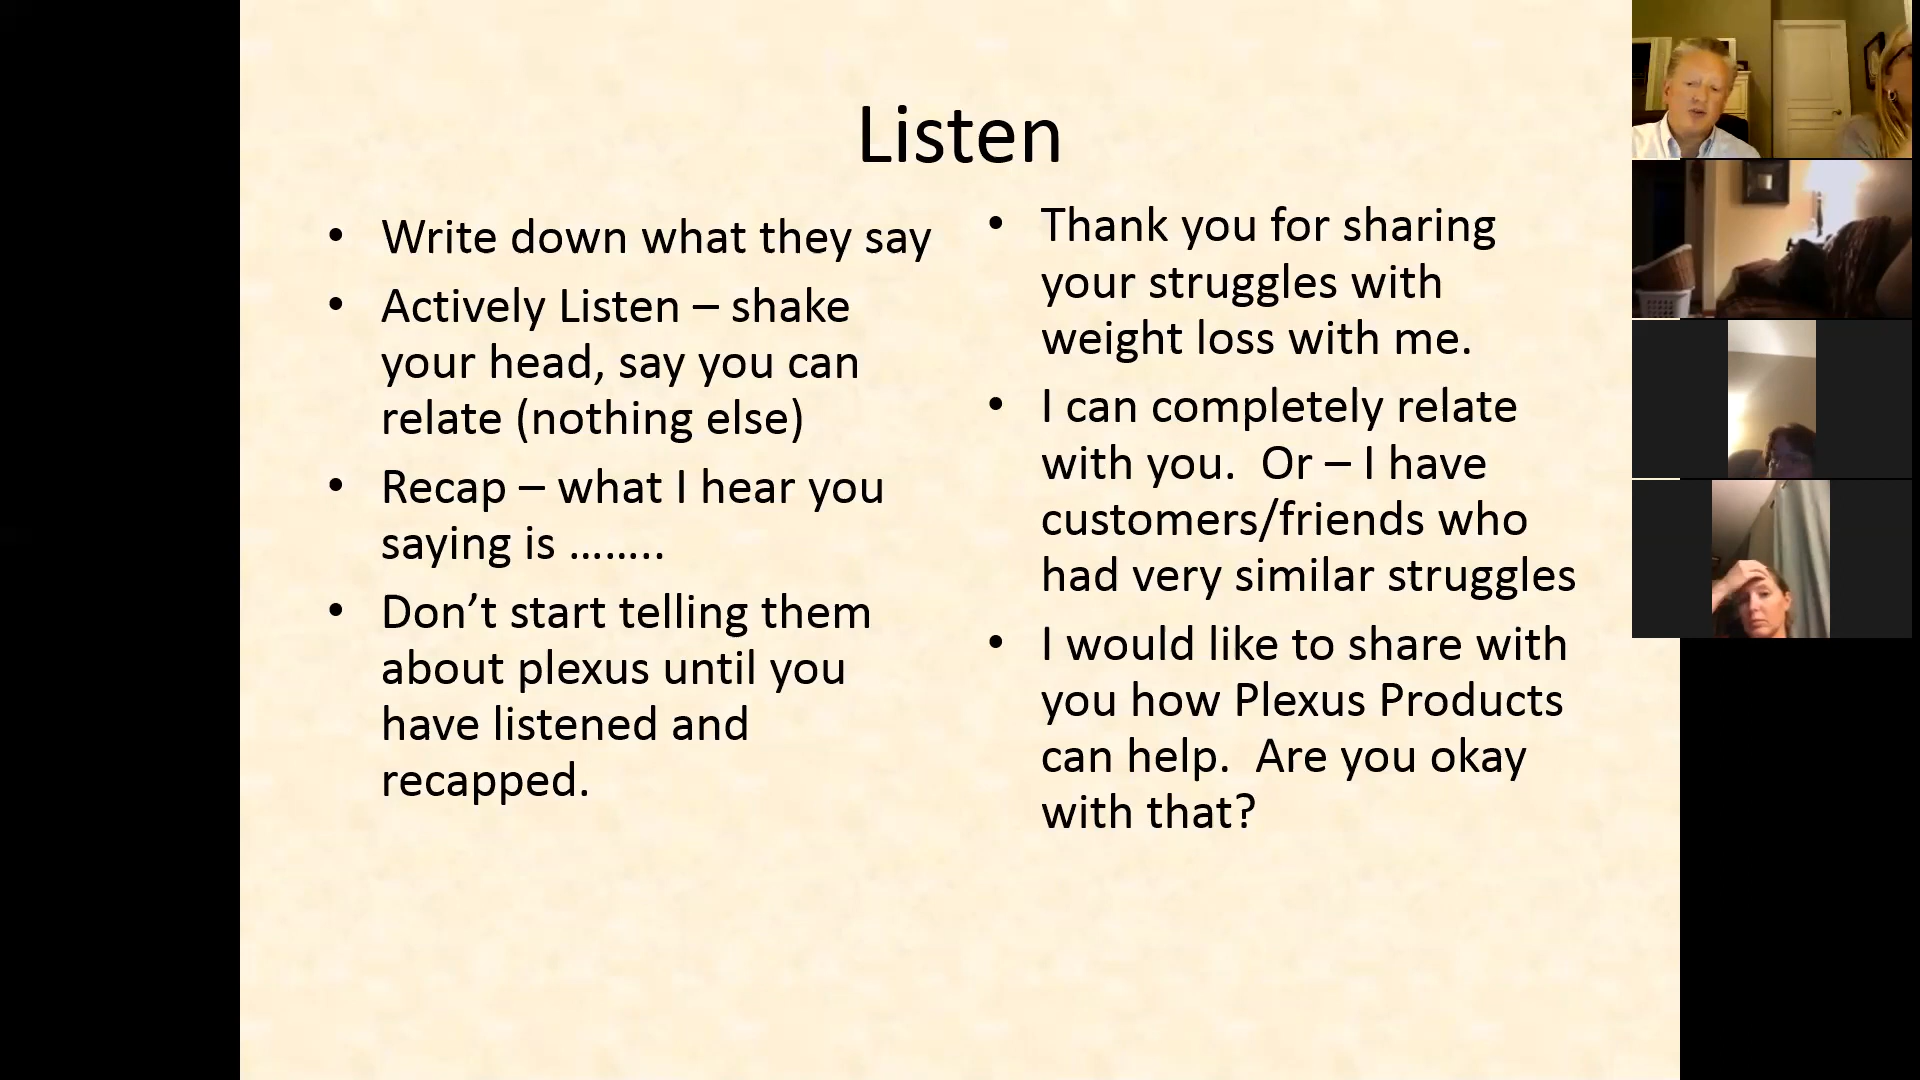 Listen
• Write down what they say
• Actively Listen – shake
your head, say you can
relate (nothing else)
• Recap – what I hear you
saying is ……..
• Don’t start telling them
about plexus until you
have listened and
recapped.
• Thank you for sharing
your struggles with
weight loss with me.
• I can completely relate
with you.  Or – I have
customers/friends who
had very similar struggles
• I would like to share with
you how Plexus Products
can help.  Are you okay
with that?